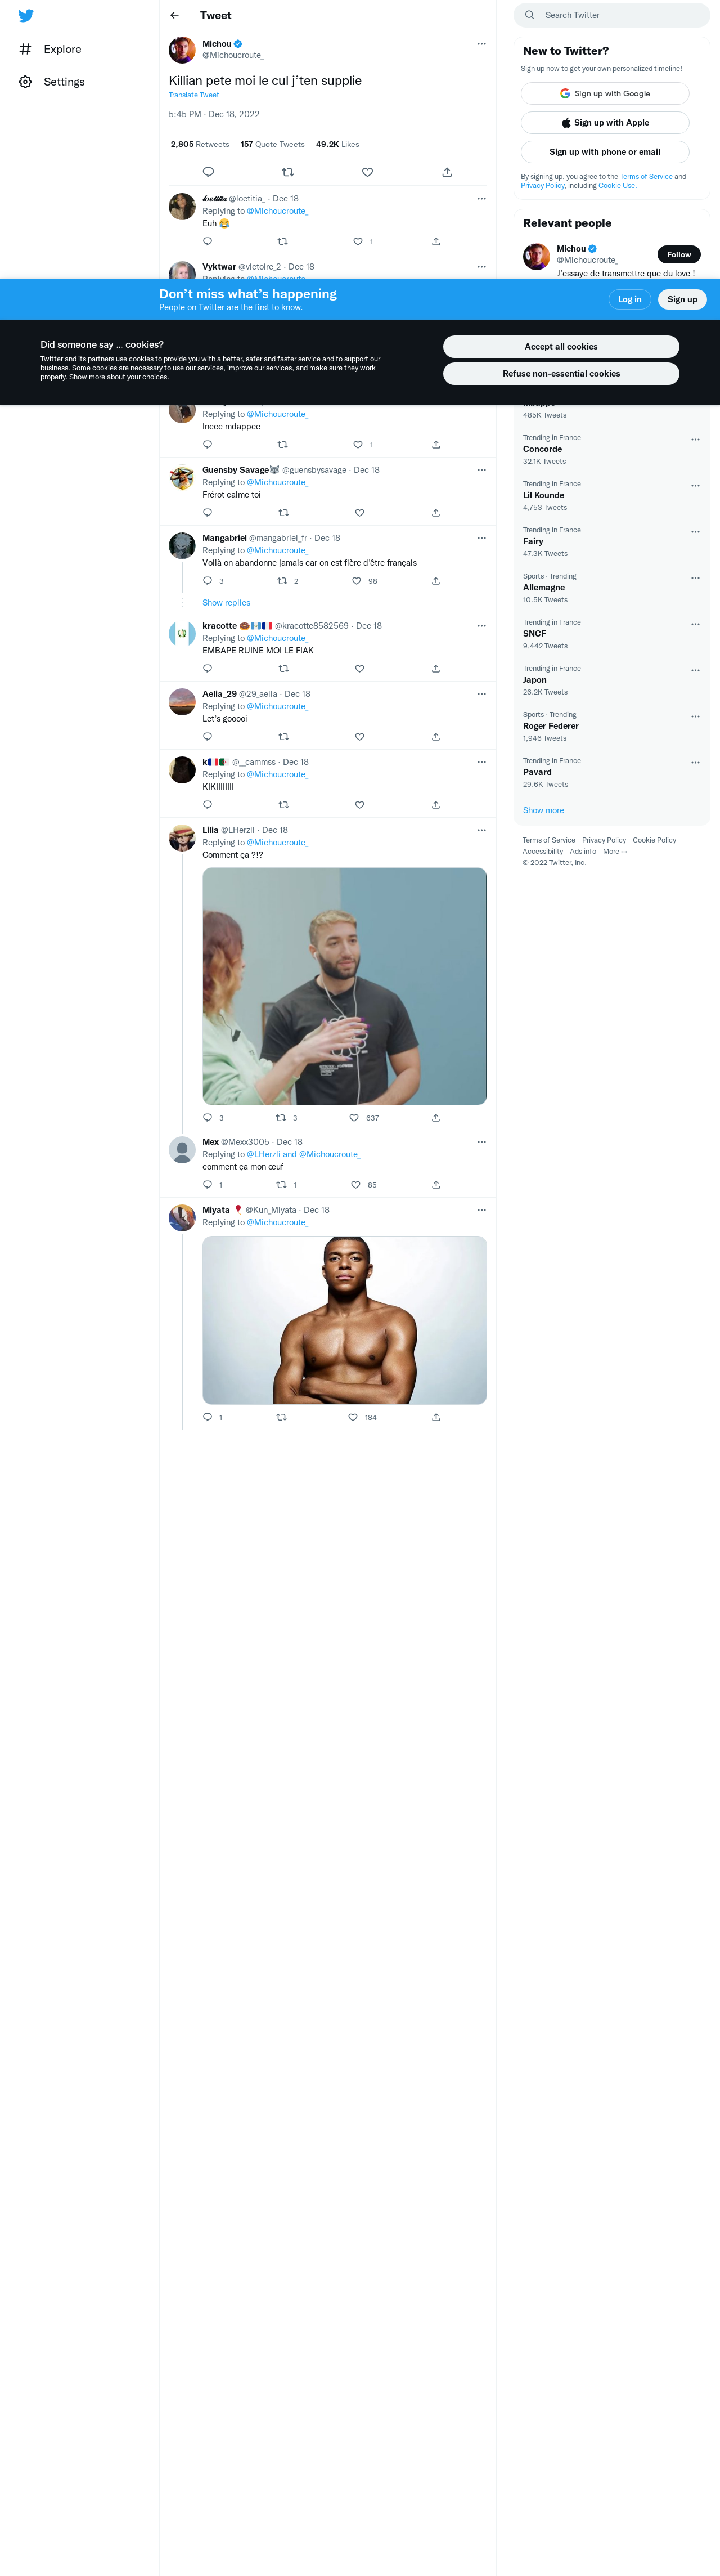 Tweet
Explore
Settings
Michou
@Michoucroute_
Killian pete moi le cul j'ten supplie
Translate Tweet
5:45 PM · Dec 18, 2022
2,805 Retweets 157 Quote Tweets 49.2K Likes
𝓵𝓸𝓮𝓽𝓲𝓽𝓲𝓪 @loetitia_ · Dec 18
Replying to @Michoucroute_
Euh 😂
1
Vyktwar @victoire_2 · Dec 18
Replying to @Michoucroute_
Don't miss what's happening
People on Twitter are the first to know.
Log in
Sign up
Did someone say … cookies?
Twitter and its partners use cookies to provide you with a better, safer and faster service and to support our
business. Some cookies are necessary to use our services, improve our services, and make sure they work
properly. Show more about your choices.
Accept all cookies
Refuse non-essential cookies
Replying to @Michoucroute_
Inccc mdappee
1
Guensby Savage @guensbysavage · Dec 18
Replying to @Michoucroute_
Frérot calme toi
Mangabriel @mangabriel_fr · Dec 18
Replying to @Michoucroute_
Voilà on abandonne jamais car on est fière d'être français
3 2 98
Show replies
kracotte 🍩🇬🇹🇫🇷 @kracotte8582569 · Dec 18
Replying to @Michoucroute_
EMBAPE RUINE MOI LE FIAK
Aelia_29 @29_aelia · Dec 18
Replying to @Michoucroute_
Let's gooooi
k🇫🇷🇩🇿 @__cammss · Dec 18
Replying to @Michoucroute_
KIKIIIIIIII
Lilia @LHerzli · Dec 18
Replying to @Michoucroute_
Comment ça ?!?
3 3 637
Mex @Mexx3005 · Dec 18
Replying to @LHerzli and @Michoucroute_
comment ça mon œuf
1 1 85
Miyata 🎈 @Kun_Miyata · Dec 18
Replying to @Michoucroute_
1 184
Search Twitter
New to Twitter?
Sign up now to get your own personalized timeline!
Sign up with Google
Sign up with Apple
Sign up with phone or email
By signing up, you agree to the Terms of Service and
Privacy Policy, including Cookie Use.
Relevant people
Michou
@Michoucroute_
Follow
J'essaye de transmettre que du love !
485K Tweets
Trending in France
Concorde
32.1K Tweets
Trending in France
Lil Kounde
4,753 Tweets
Trending in France
Fairy
47.3K Tweets
Sports · Trending
Allemagne
10.5K Tweets
Trending in France
SNCF
9,442 Tweets
Trending in France
Japon
26.2K Tweets
Sports · Trending
Roger Federer
1,946 Tweets
Trending in France
Pavard
29.6K Tweets
Show more
Terms of Service Privacy Policy Cookie Policy
Accessibility Ads info More ···
© 2022 Twitter, Inc.